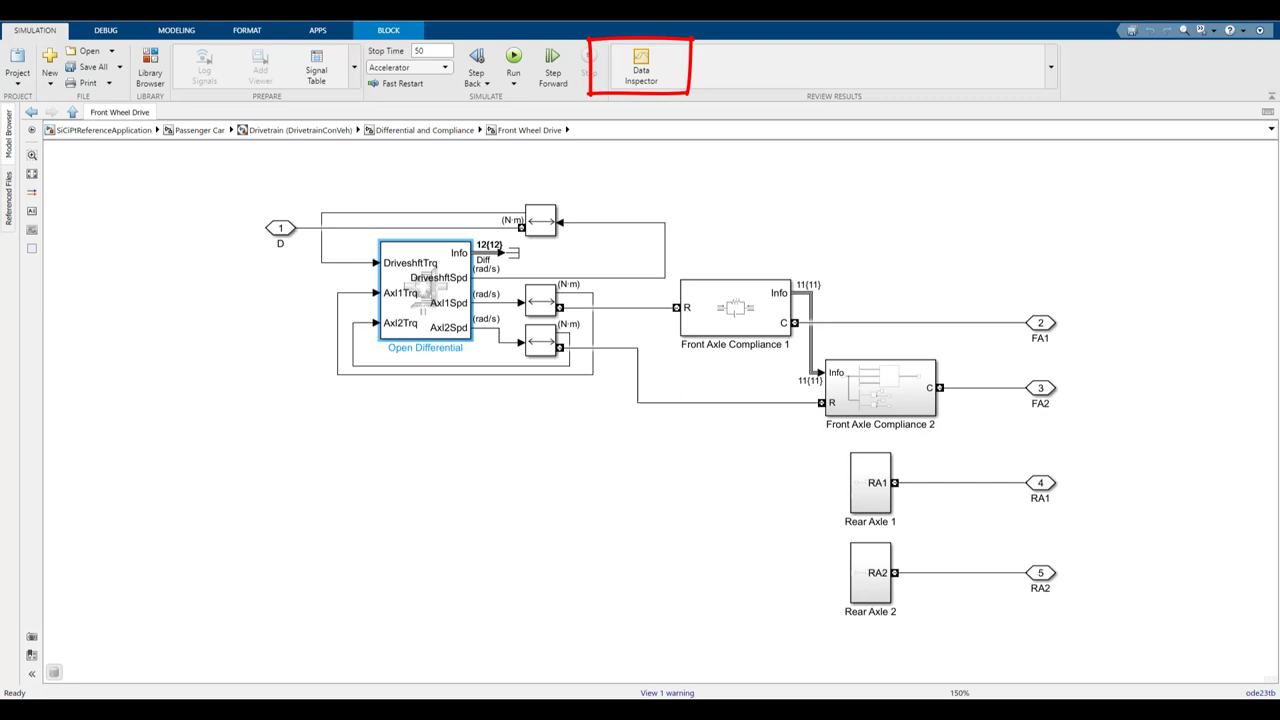 SIMULATION DEBUG MODELING FORMAT APPS BLOCK
Project
New
Open
Save All
Print
Library
Browser
Log
Signals
Add
Viewer
Signal
Table
Stop Time 50
Accelerator
Fast Restart
Step
Back
Run
Step
Forward
Data
Inspector
PROJECT FILE LIBRARY PREPARE SIMULATE REVIEW RESULTS
Front Wheel Drive
SiCiPtReferenceApplication Passenger Car Drivetrain (DrivetrainConVeh) Differential and Compliance Front Wheel Drive
Model Browser
Referenced Files
1
D
(N·m)
12{12}
Info
Diff
DriveshftTrq
(rad/s)
DriveshftSpd
Axl1Trq
(rad/s)
(N·m)
Axl1Spd
Axl2Trq
(rad/s)
(N·m)
Axl2Spd
Open Differential
R
Info
C
11{11}
Front Axle Compliance 1
2
FA1
11{11}
Info
R
C
Front Axle Compliance 2
3
FA2
RA1
Rear Axle 1
4
RA1
RA2
Rear Axle 2
5
RA2
Ready View 1 warning 150% ode23tb